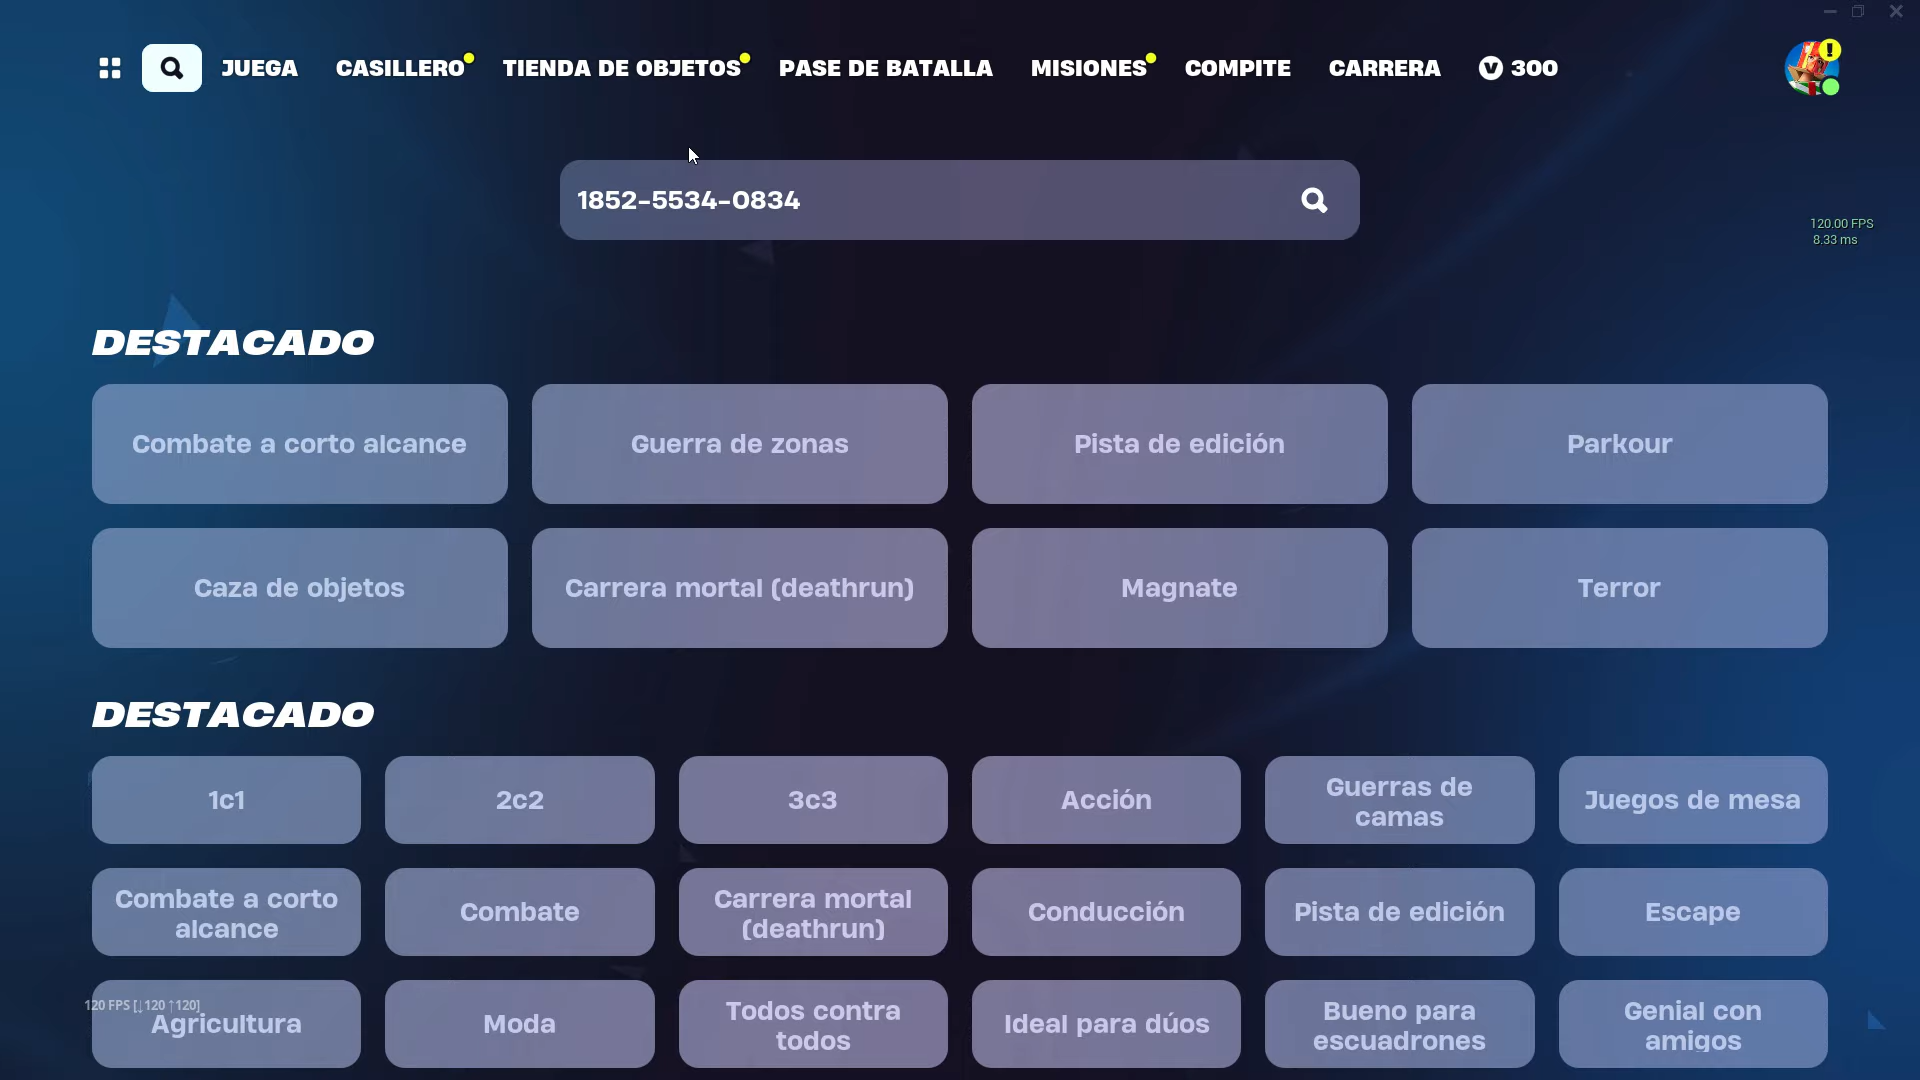 JUEGA CASILLERO TIENDA DE OBJETOS PASE DE BATALLA MISIONES COMPITE CARRERA V 300
1852-5534-0834
120.00 FPS
8.33 ms
DESTACADO
Combate a corto alcance
Guerra de zonas
Pista de edición
Parkour
Caza de objetos
Carrera mortal (deathrun)
Magnate
Terror
DESTACADO
1c1
2c2
3c3
Acción
Guerras de
camas
Juegos de mesa
Combate a corto
alcance
Combate
Carrera mortal
(deathrun)
Conducción
Pista de edición
Escape
120 FPS [↓120 ↑120]
Agricultura
Moda
Todos contra
todos
Ideal para dúos
Bueno para
escuadrones
Genial con
amigos